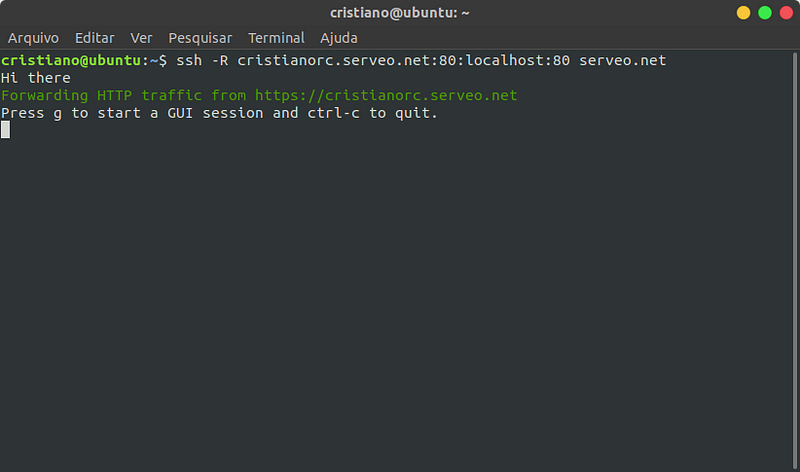 cristiano@ubuntu: ~
Arquivo Editar Ver Pesquisar Terminal Ajuda
cristiano@ubuntu:~$ ssh -R cristianorc.serveo.net:80:localhost:80 serveo.net
Hi there
Forwarding HTTP traffic from https://cristianorc.serveo.net
Press g to start a GUI session and ctrl-c to quit.